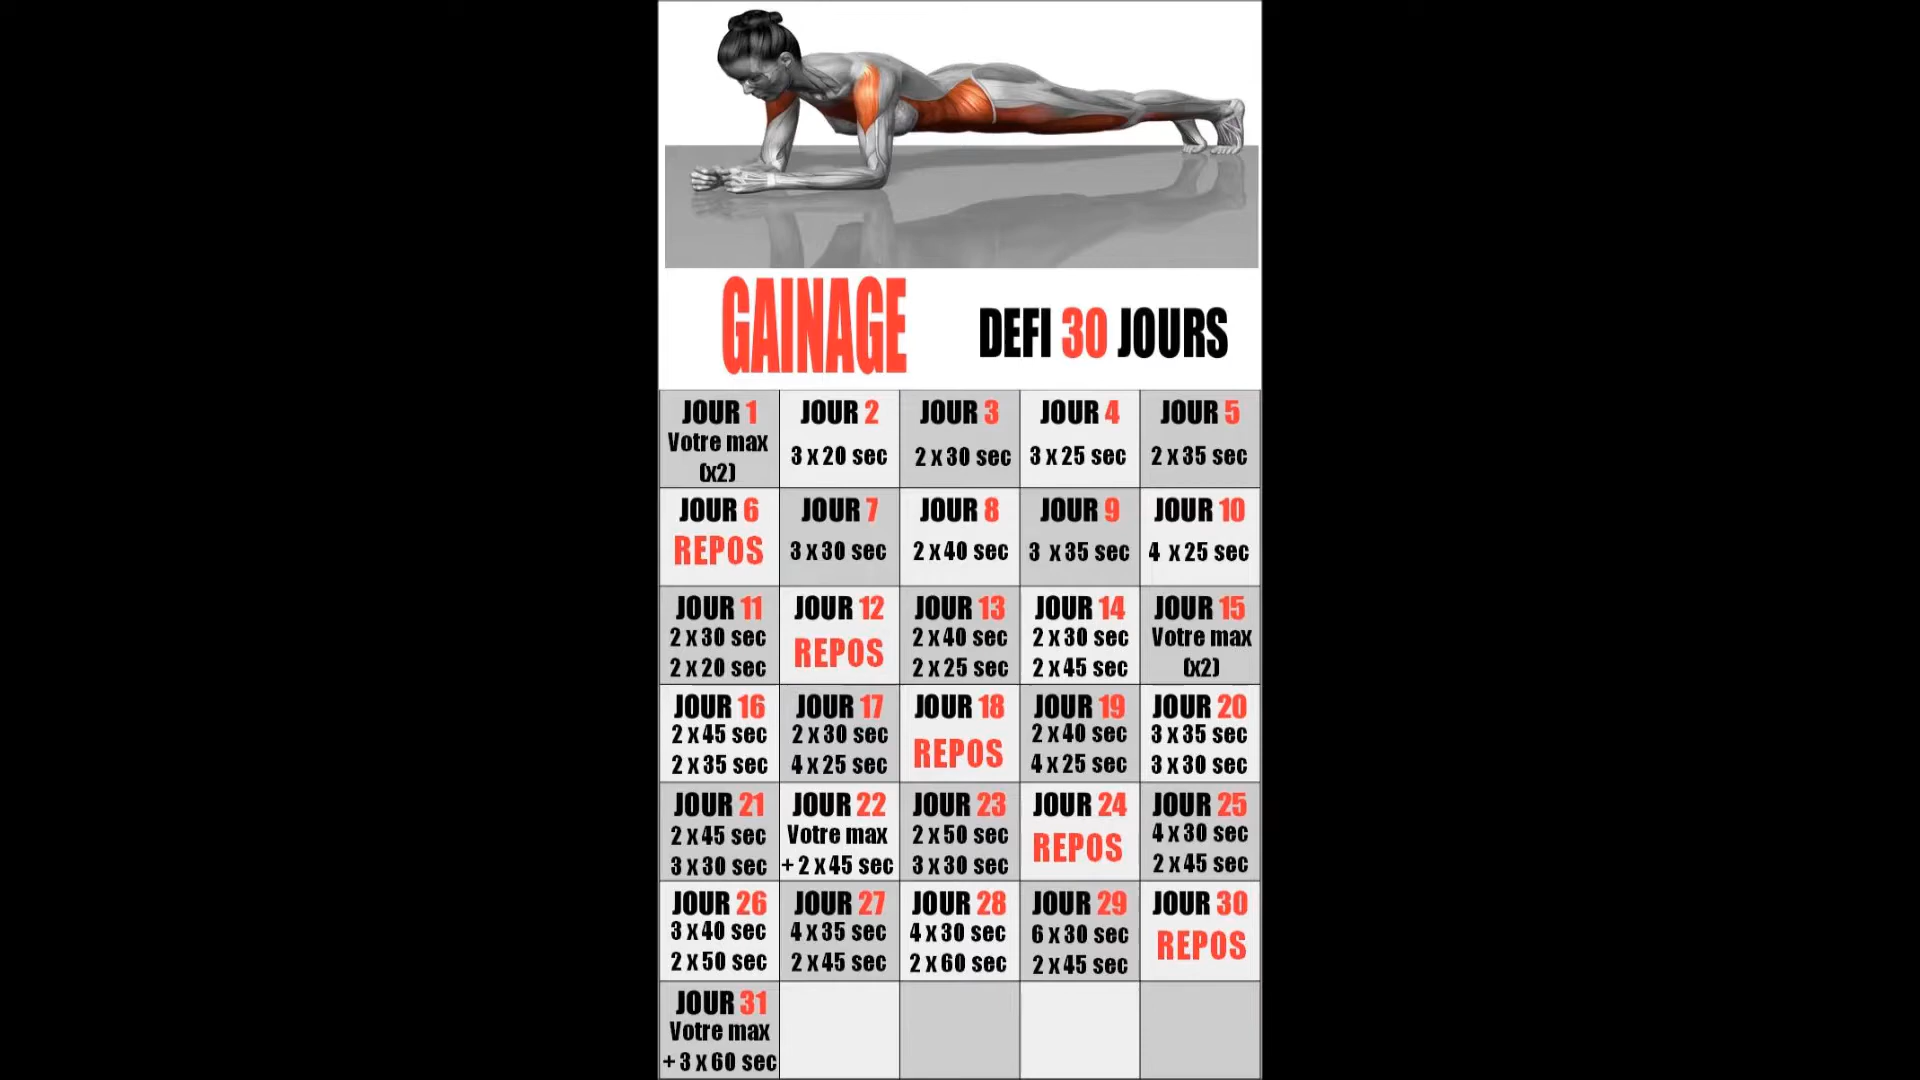 GAINAGE DEFI 30 JOURS
JOUR 1
Votre max
(x2)
JOUR 2
3 x 20 sec
JOUR 3
2 x 30 sec
JOUR 4
3 x 25 sec
JOUR 5
2 x 35 sec
JOUR 6
REPOS
JOUR 7
3 x 30 sec
JOUR 8
2 x 40 sec
JOUR 9
3 x 35 sec
JOUR 10
4 x 25 sec
JOUR 11
2 x 30 sec
2 x 20 sec
JOUR 12
REPOS
JOUR 13
2 x 40 sec
2 x 25 sec
JOUR 14
2 x 30 sec
2 x 45 sec
JOUR 15
Votre max
(x2)
JOUR 16
2 x 45 sec
2 x 35 sec
JOUR 17
2 x 30 sec
4 x 25 sec
JOUR 18
REPOS
JOUR 19
2 x 40 sec
4 x 25 sec
JOUR 20
3 x 35 sec
3 x 30 sec
JOUR 21
2 x 45 sec
3 x 30 sec
JOUR 22
Votre max
+ 2 x 45 sec
JOUR 23
2 x 50 sec
3 x 30 sec
JOUR 24
REPOS
JOUR 25
4 x 30 sec
2 x 45 sec
JOUR 26
3 x 40 sec
2 x 50 sec
JOUR 27
4 x 35 sec
2 x 45 sec
JOUR 28
4 x 30 sec
2 x 60 sec
JOUR 29
6 x 30 sec
2 x 45 sec
JOUR 30
REPOS
JOUR 31
Votre max
+ 3 x 60 sec